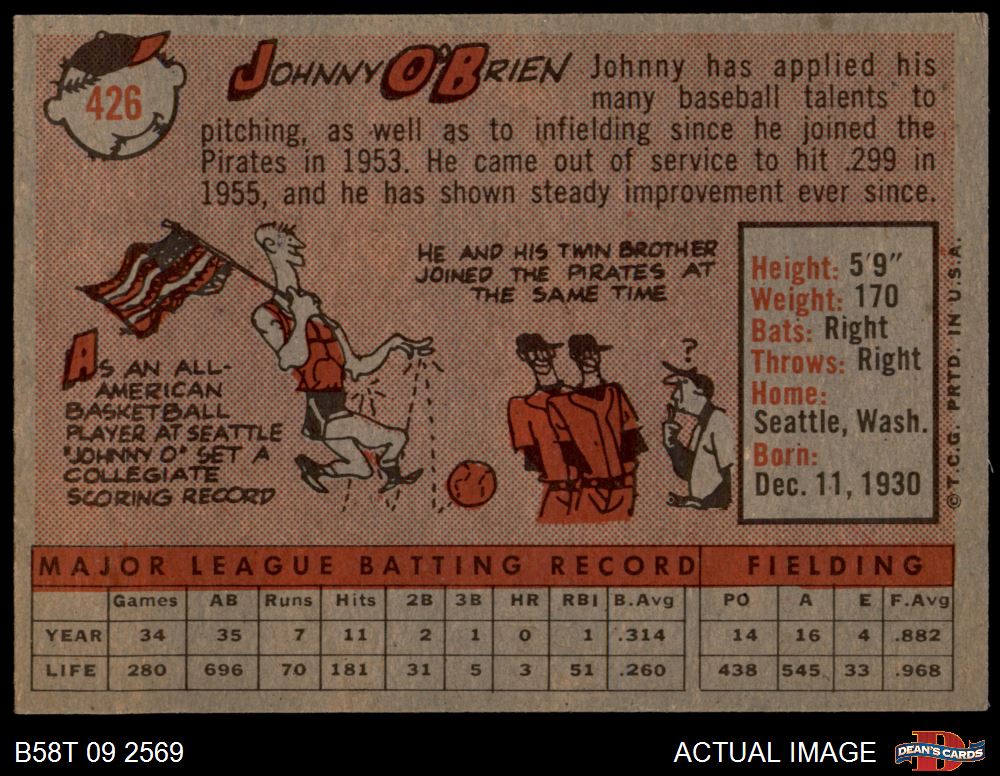 426
JOHNNY O'BRIEN
Johnny has applied his
many baseball talents to
pitching, as well as to infielding since he joined the
Pirates in 1953. He came out of service to hit .299 in
1955, and he has shown steady improvement ever since.
AS AN ALL-
AMERICAN
BASKETBALL
PLAYER AT SEATTLE
"JOHNNY O" SET A
COLLEGIATE
SCORING RECORD
HE AND HIS TWIN BROTHER
JOINED THE PIRATES AT
THE SAME TIME
?
Height: 5'9"
Weight: 170
Bats: Right
Throws: Right
Home:
Seattle, Wash.
Born:
Dec. 11, 1930
© T.C.G. PRTD. IN U.S.A.
MAJOR LEAGUE BATTING RECORD FIELDING
Games AB Runs Hits 2B 3B HR RBI B.Avg PO A E F.Avg
YEAR 34 35 7 11 2 1 0 1 .314 14 16 4 .882
LIFE 280 696 70 181 31 5 3 51 .260 438 545 33 .968
B58T 09 2569
ACTUAL IMAGE
DEAN'S CARDS